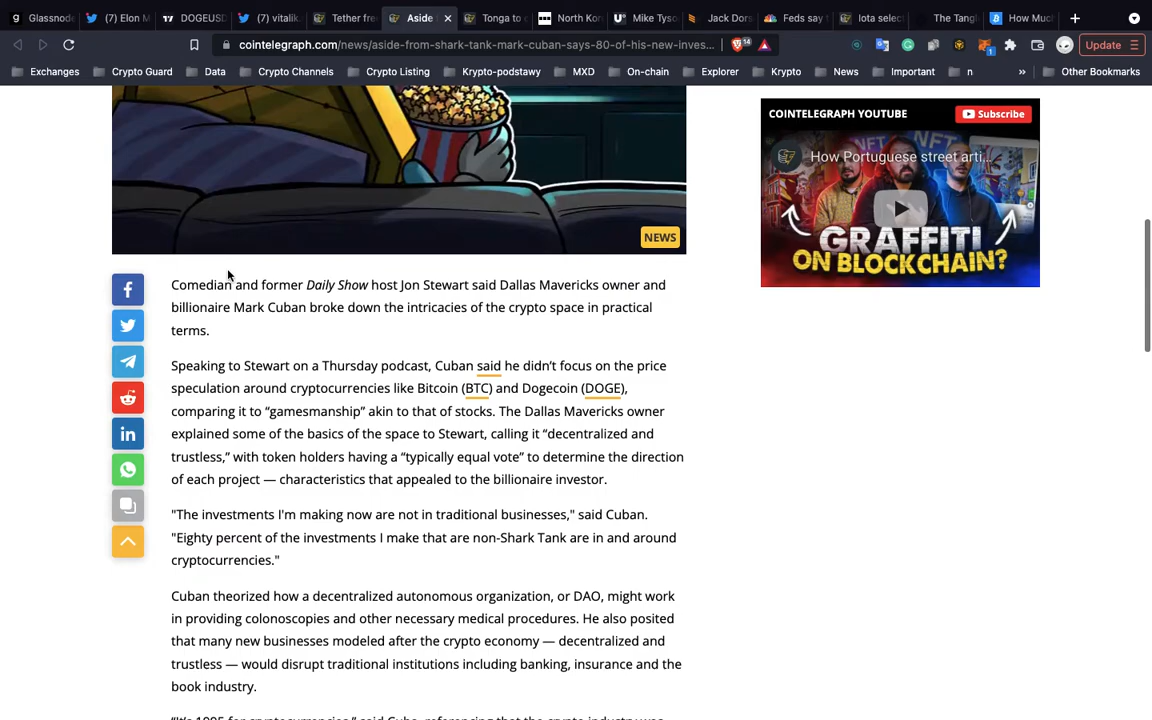 Glassnod
(7) Elon M
DOGEUSD
(7) vitalik.
Tether fre
Aside
Tonga to
North Kor
Mike Tyso
Jack Dors
Feds say
Iota selec
The Tangl
How Much
cointelegraph.com/news/aside-from-shark-tank-mark-cuban-says-80-of-his-new-inves...
14
1
Update
Exchanges
Crypto Guard
Data
Crypto Channels
Crypto Listing
Krypto-podstawy
MXD
On-chain
Explorer
Krypto
News
Important
n
»
Other Bookmarks
NEWS
COINTELEGRAPH YOUTUBE
Subscribe
How Portuguese street arti...
NFT
GRAFFITI
ON BLOCKCHAIN?
Comedian and former Daily Show host Jon Stewart said Dallas Mavericks owner and
billionaire Mark Cuban broke down the intricacies of the crypto space in practical
terms.
Speaking to Stewart on a Thursday podcast, Cuban said he didn’t focus on the price
speculation around cryptocurrencies like Bitcoin (BTC) and Dogecoin (DOGE),
comparing it to “gamesmanship” akin to that of stocks. The Dallas Mavericks owner
explained some of the basics of the space to Stewart, calling it “decentralized and
trustless,” with token holders having a “typically equal vote” to determine the direction
of each project — characteristics that appealed to the billionaire investor.
"The investments I'm making now are not in traditional businesses," said Cuban.
"Eighty percent of the investments I make that are non-Shark Tank are in and around
cryptocurrencies."
Cuban theorized how a decentralized autonomous organization, or DAO, might work
in providing colonoscopies and other necessary medical procedures. He also posited
that many new businesses modeled after the crypto economy — decentralized and
trustless — would disrupt traditional institutions including banking, insurance and the
book industry.